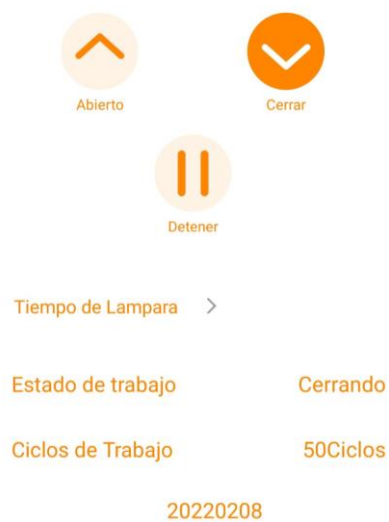 Abierto
Cerrar
Detener
Tiempo de Lampara
Estado de trabajo Cerrando
Ciclos de Trabajo 50Ciclos
20220208